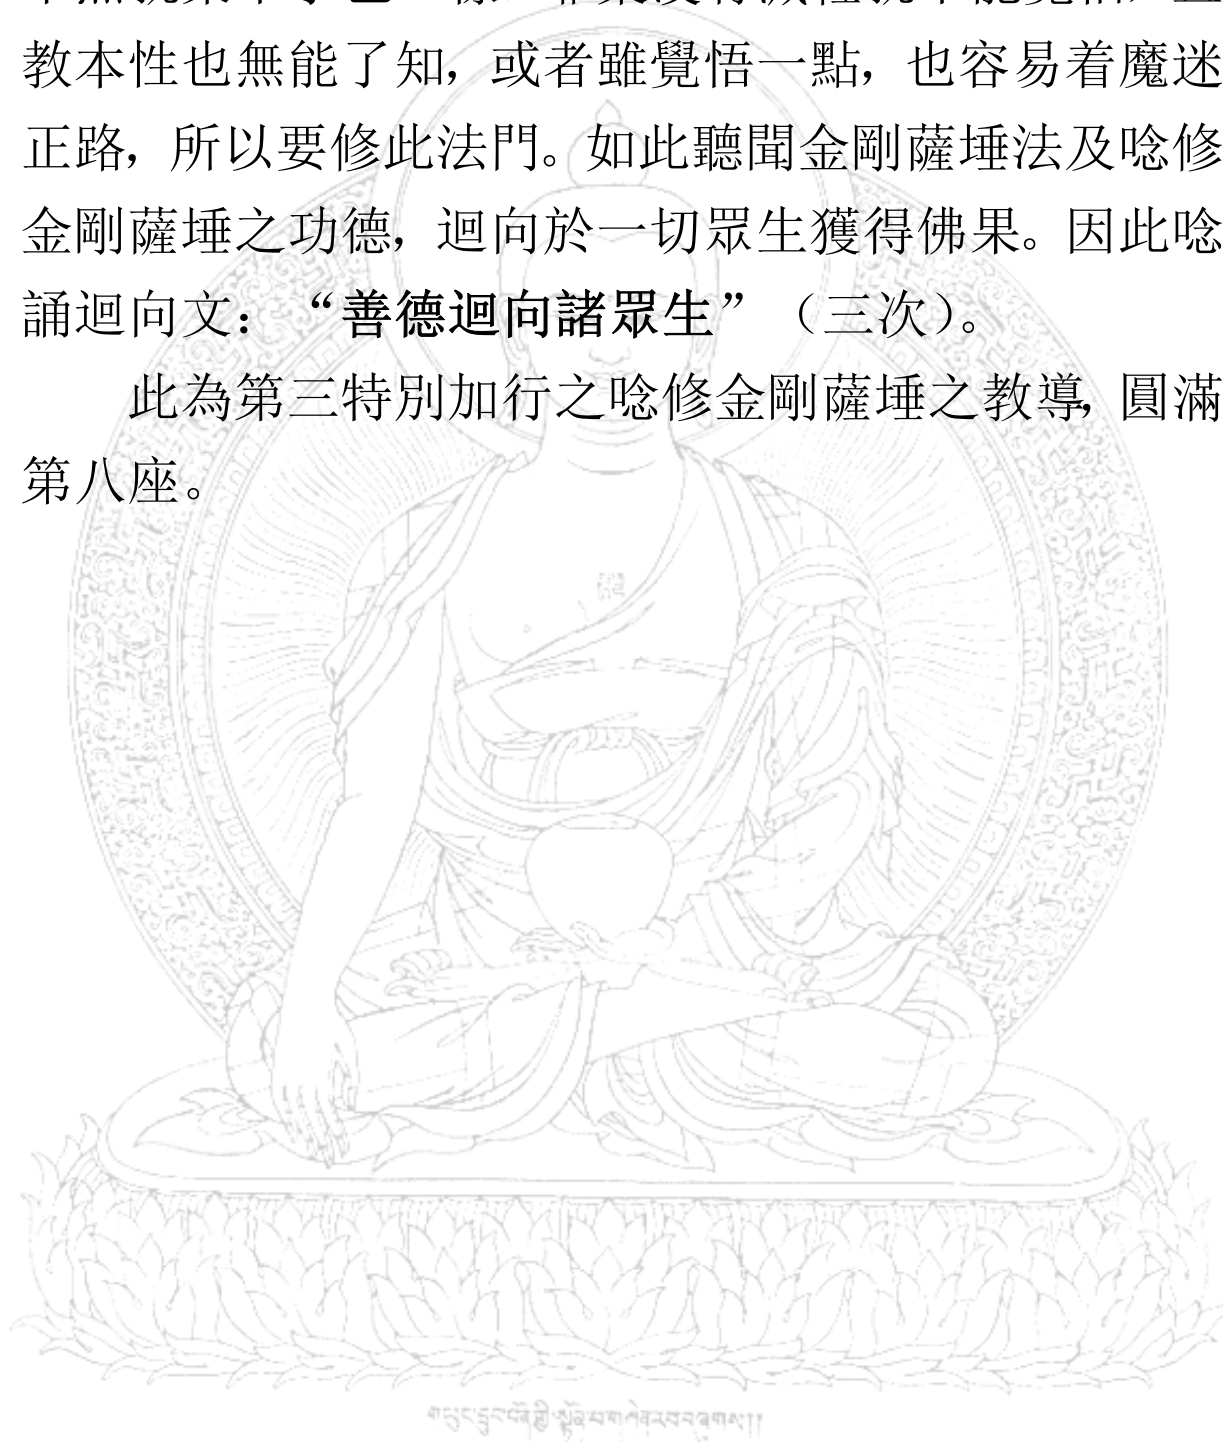 教本性也無能了知，或者雖覺悟一點，也容易着魔迷
正路，所以要修此法門。如此聽聞金剛薩埵法及唸修
金剛薩埵之功德，迴向於一切眾生獲得佛果。因此唸
誦迴向文：“善德迴向諸眾生”（三次）。
此為第三特別加行之唸修金剛薩埵之教導，圓滿
第八座。